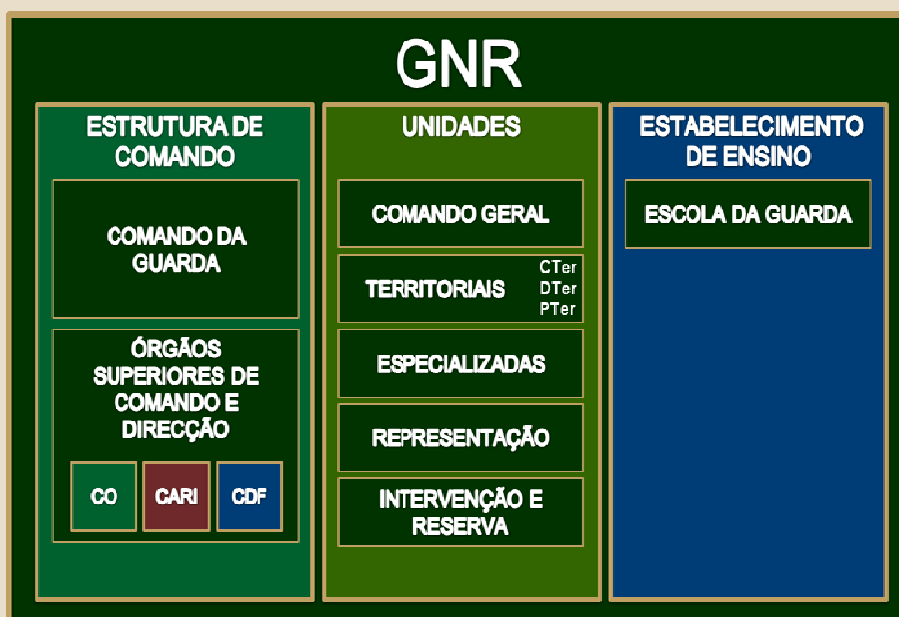 GNR
ESTRUTURA DE
COMANDO
COMANDO DA
GUARDA
ÓRGÃOS
SUPERIORES DE
COMANDO E
DIRECÇÃO
CO
CARI
CDF
UNIDADES
COMANDO GERAL
TERRITORIAIS
CTer
DTer
PTer
ESPECIALIZADAS
REPRESENTAÇÃO
INTERVENÇÃO E
RESERVA
ESTABELECIMENTO
DE ENSINO
ESCOLA DA GUARDA